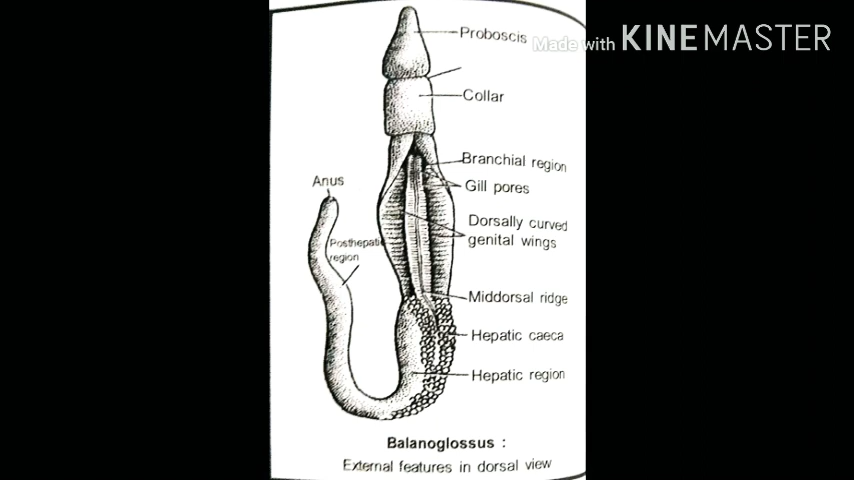 Proboscis
Made with KINEMASTER
Collar
Branchial region
Gill pores
Anus
Dorsally curved
genital wings
Posthepatic
region
Middorsal ridge
Hepatic caeca
Hepatic region
Balanoglossus :
External features in dorsal view